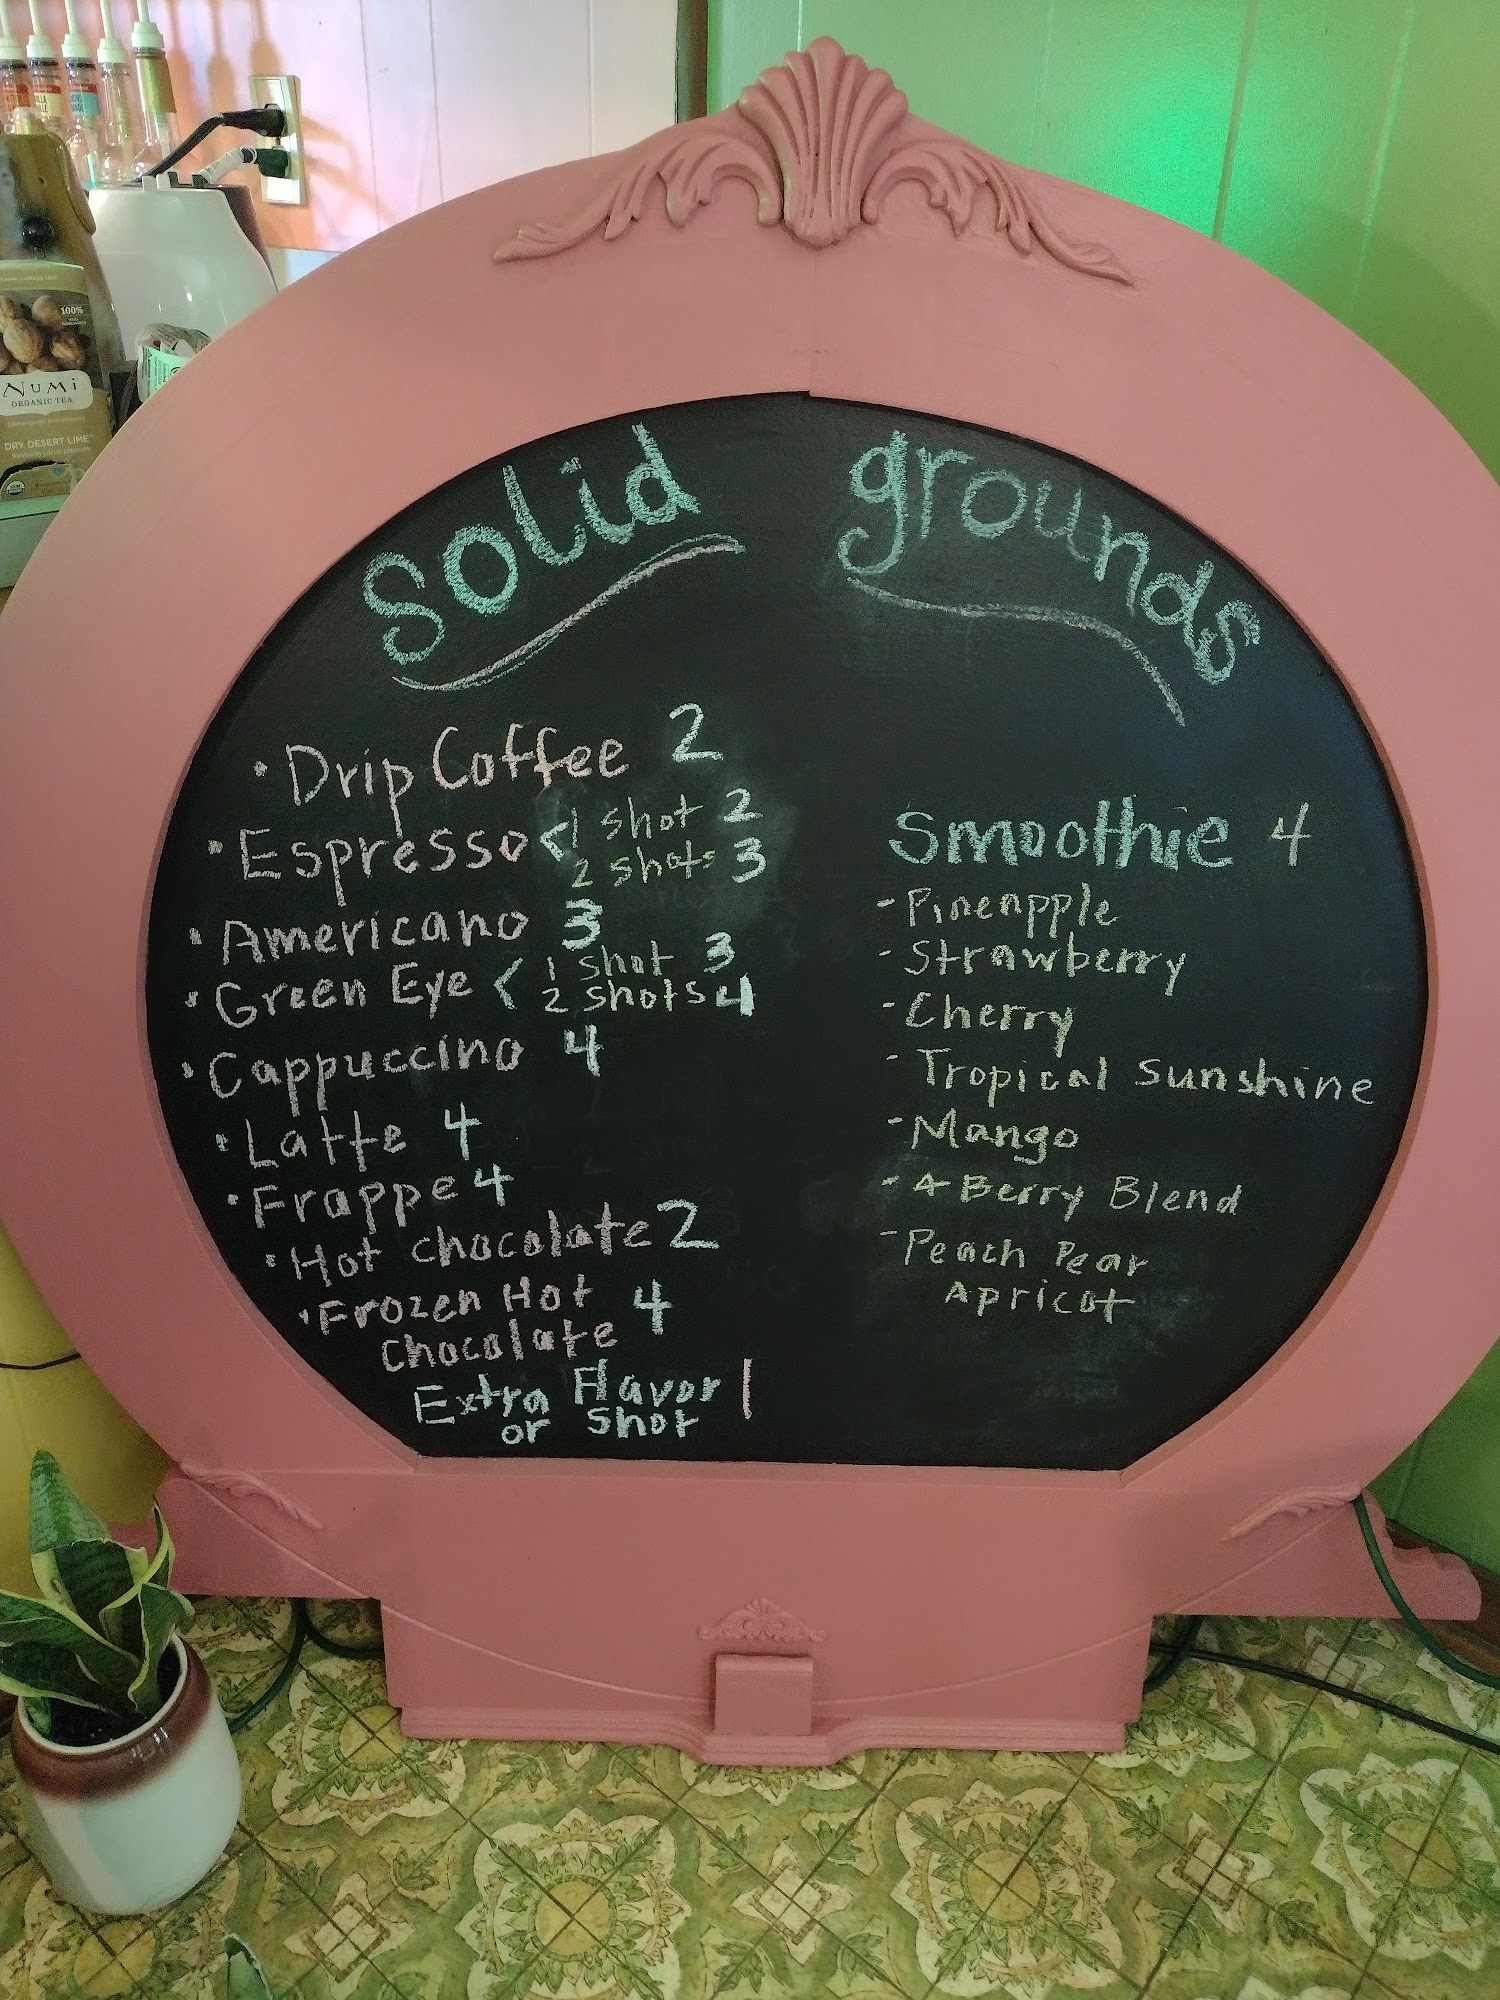 100%
NUMi
ORGANIC TEA
DRY DESERT LIME™
Solid grounds
• Drip Coffee 2
• Espresso < 1 shot 2
2 shots 3
• Americano 3
• Green Eye < 1 shot 3
2 shots 4
• Cappuccino 4
• Latte 4
• Frappe 4
• Hot chocolate 2
• Frozen Hot 4
chocolate
Extra Flavor 1
or shot
Smoothie 4
- Pineapple
- Strawberry
- Cherry
- Tropical Sunshine
- Mango
- 4 Berry Blend
- Peach Pear
Apricot